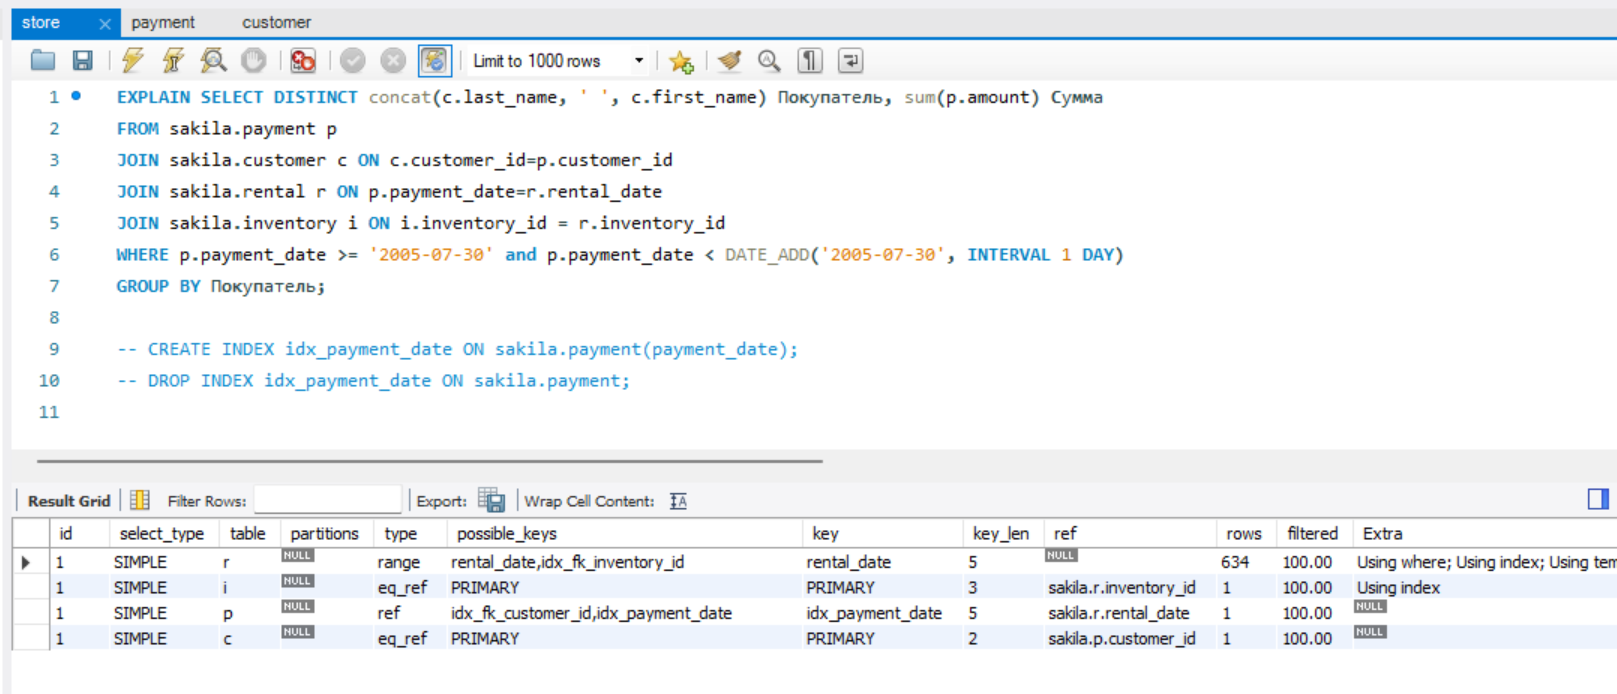 store × payment customer
Limit to 1000 rows
1 EXPLAIN SELECT DISTINCT concat(c.last_name, ' ', c.first_name) Покупатель, sum(p.amount) Сумма
2 FROM sakila.payment p
3 JOIN sakila.customer c ON c.customer_id=p.customer_id
4 JOIN sakila.rental r ON p.payment_date=r.rental_date
5 JOIN sakila.inventory i ON i.inventory_id = r.inventory_id
6 WHERE p.payment_date >= '2005-07-30' and p.payment_date < DATE_ADD('2005-07-30', INTERVAL 1 DAY)
7 GROUP BY Покупатель;
8
9 -- CREATE INDEX idx_payment_date ON sakila.payment(payment_date);
10 -- DROP INDEX idx_payment_date ON sakila.payment;
11
Result Grid Filter Rows: Export: Wrap Cell Content: IA
id select_type table partitions type possible_keys key key_len ref rows filtered Extra
1 SIMPLE r NULL range rental_date,idx_fk_inventory_id rental_date 5 NULL 634 100.00 Using where; Using index; Using tem
1 SIMPLE i NULL eq_ref PRIMARY PRIMARY 3 sakila.r.inventory_id 1 100.00 Using index
1 SIMPLE p NULL ref idx_fk_customer_id,idx_payment_date idx_payment_date 5 sakila.r.rental_date 1 100.00 NULL
1 SIMPLE c NULL eq_ref PRIMARY PRIMARY 2 sakila.p.customer_id 1 100.00 NULL